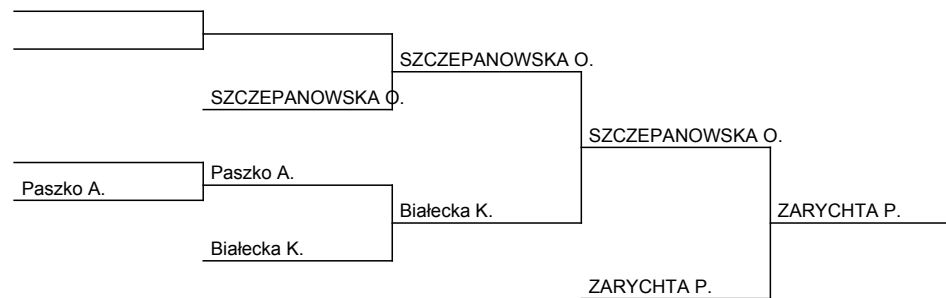 SZCZEPANOWSKA O.
SZCZEPANOWSKA O.
SZCZEPANOWSKA O.
Paszko A.
Paszko A.
Białecka K.
ZARYCHTA P.
Białecka K.
ZARYCHTA P.